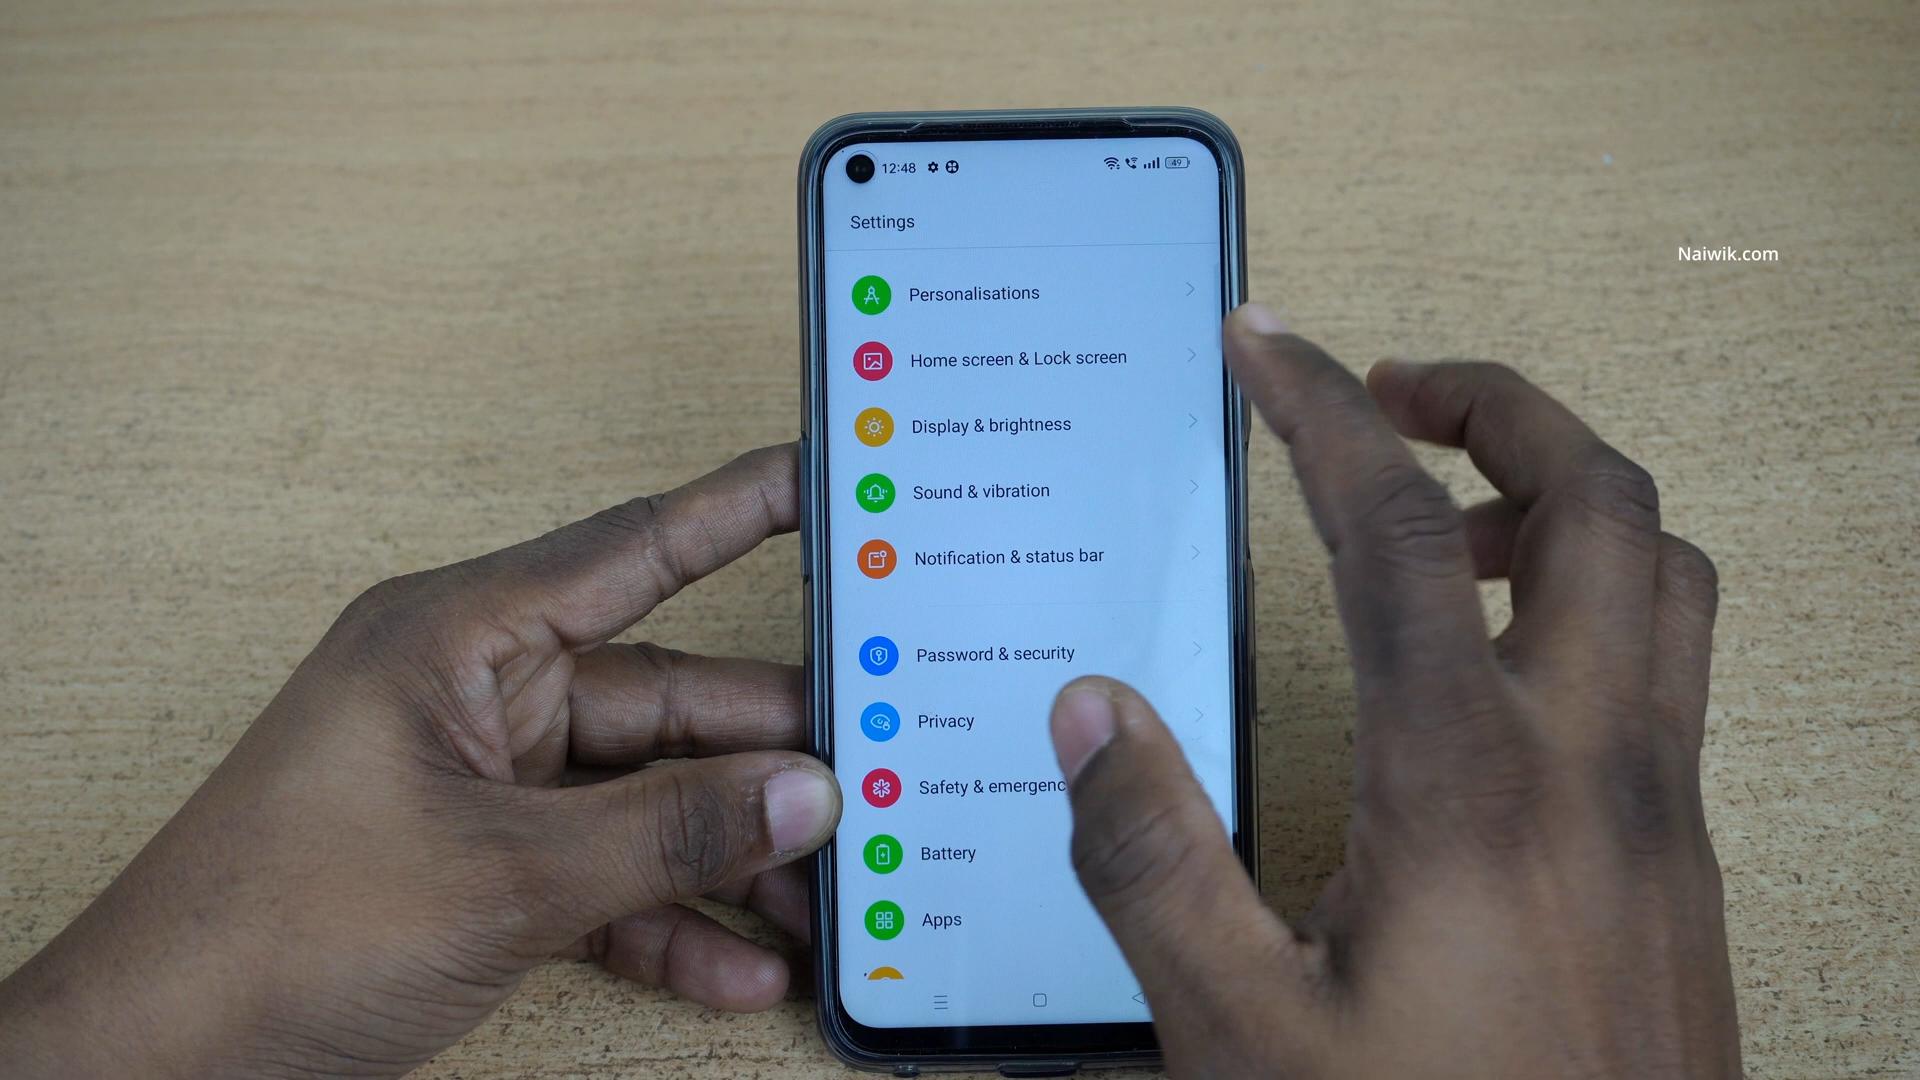 12:48
49
Settings
Naiwik.com
Personalisations
Home screen & Lock screen
Display & brightness
Sound & vibration
Notification & status bar
Password & security
Privacy
Safety & emergenc
Battery
Apps